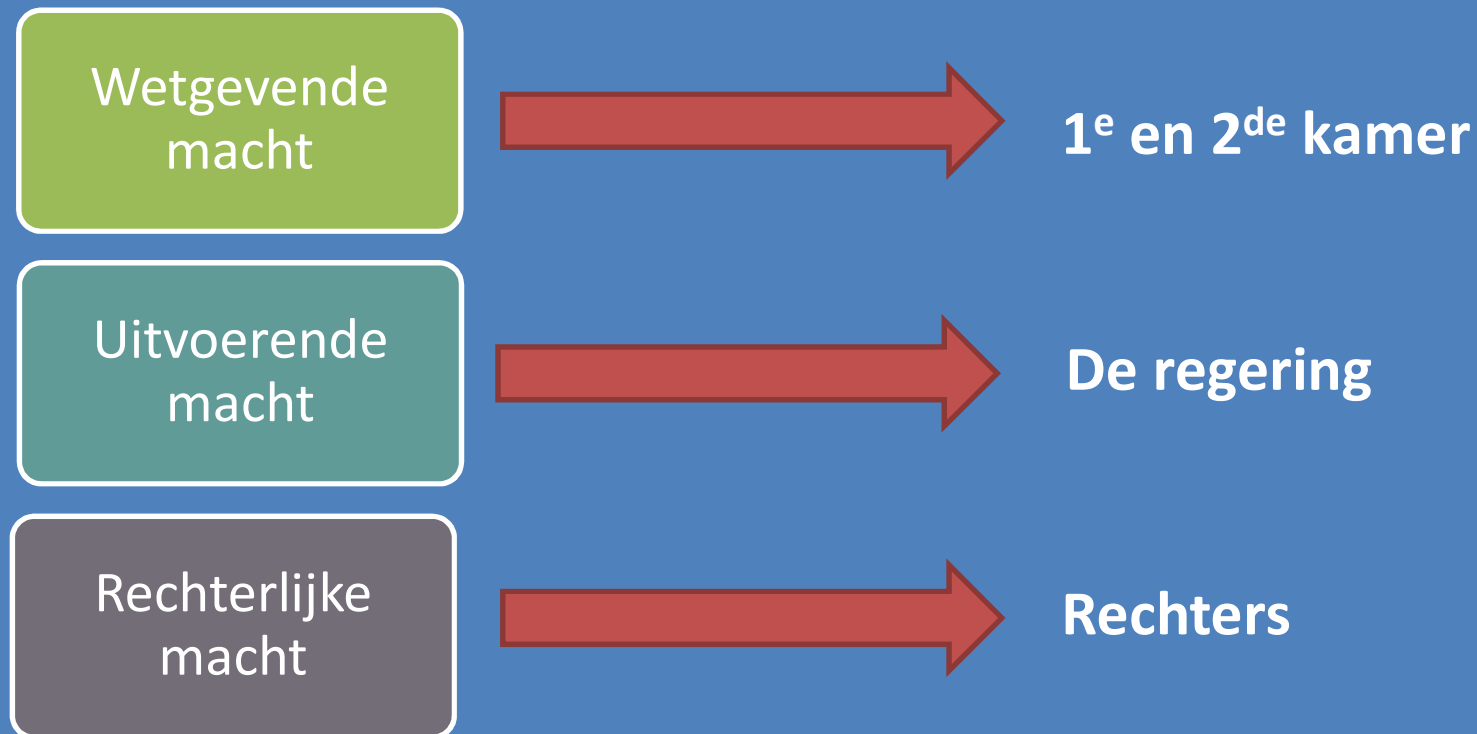 Wetgevende
macht
1e en 2de kamer
Uitvoerende
macht
De regering
Rechterlijke
macht
Rechters